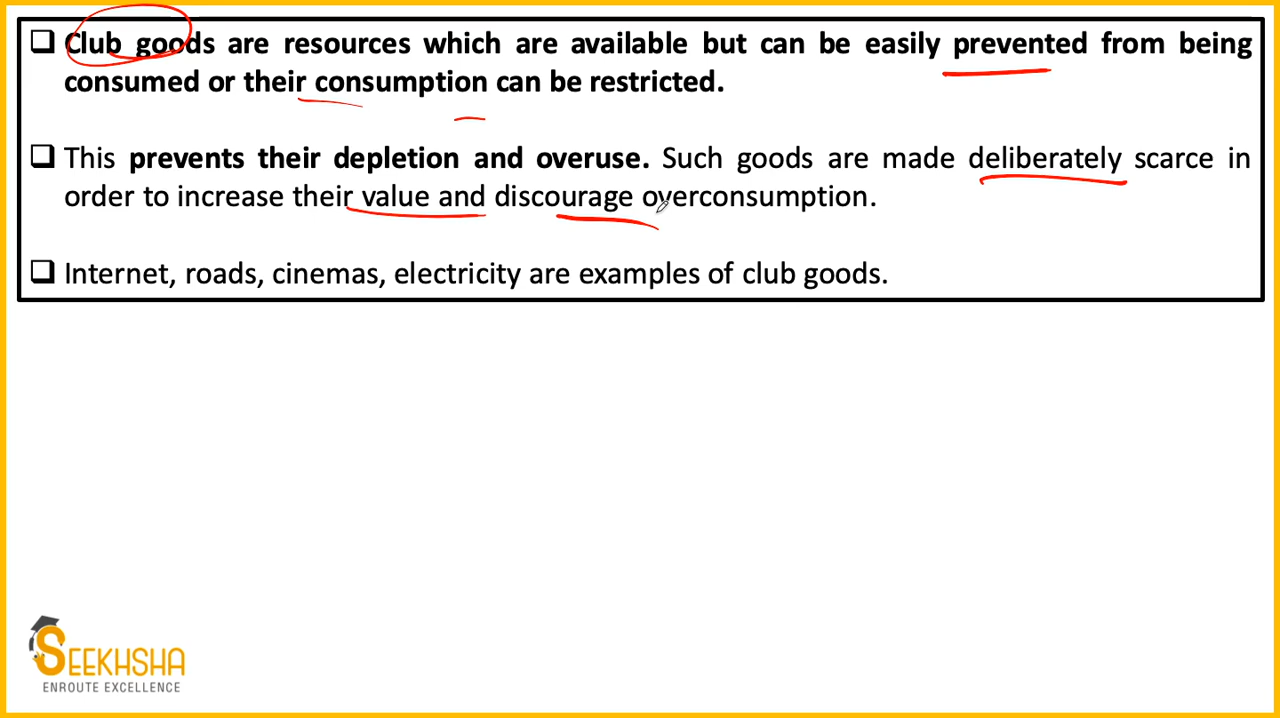 Club goods are resources which are available but can be easily prevented from being
consumed or their consumption can be restricted.
This prevents their depletion and overuse. Such goods are made deliberately scarce in
order to increase their value and discourage overconsumption.
Internet, roads, cinemas, electricity are examples of club goods.
SEEKHSHA
ENROUTE EXCELLENCE